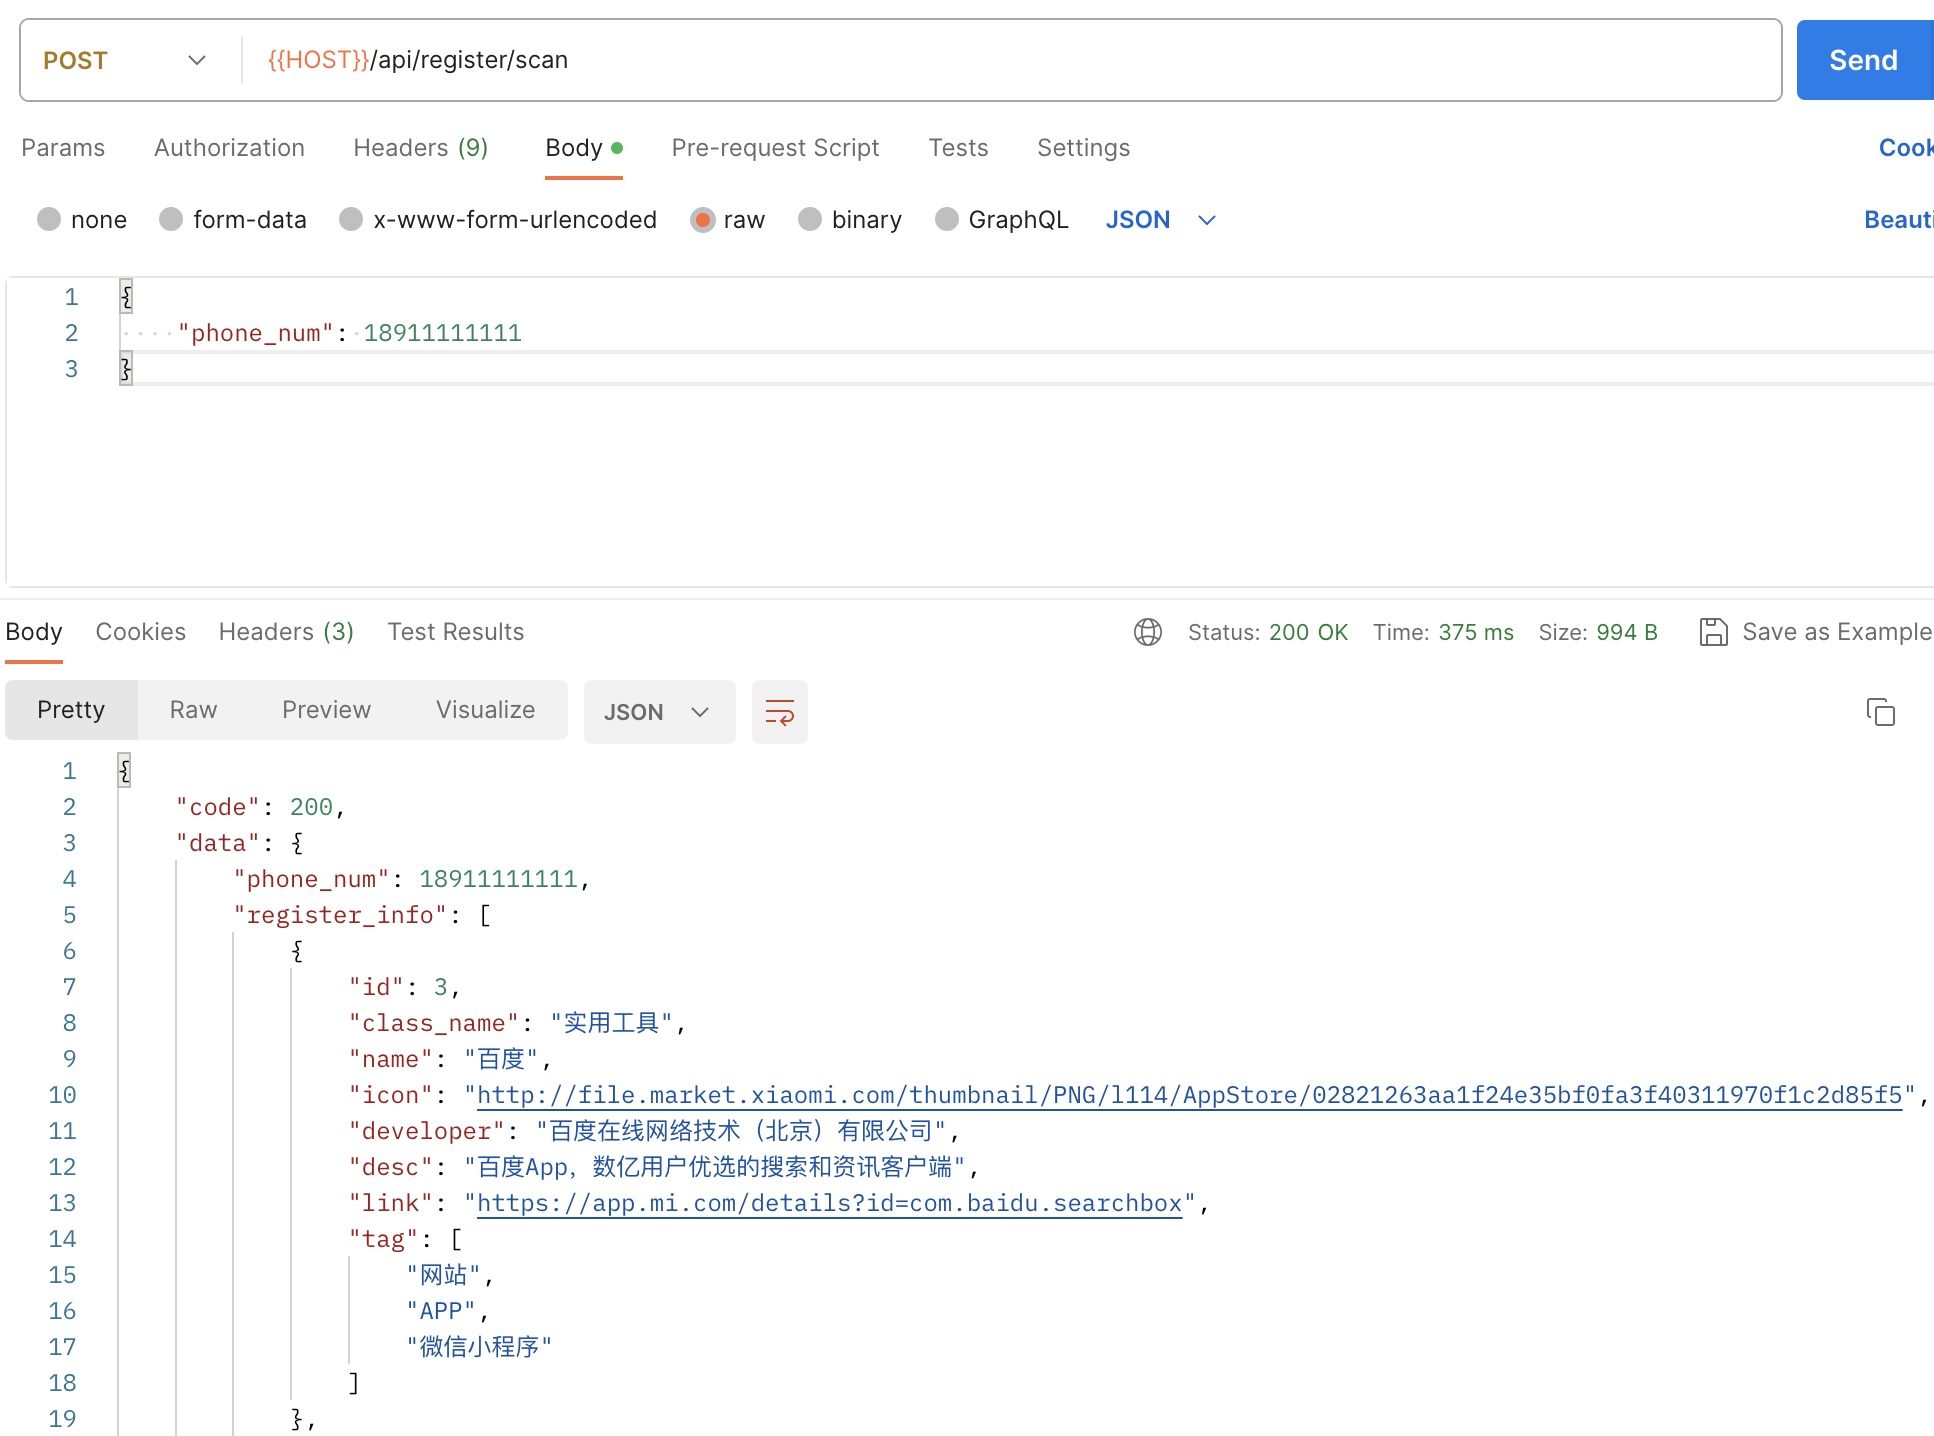 POST {{HOST}}/api/register/scan Send
Params Authorization Headers (9) Body Pre-request Script Tests Settings
none form-data x-www-form-urlencoded raw binary GraphQL JSON
1 {
2 "phone_num": 18911111111
3 }
Body Cookies Headers (3) Test Results Status: 200 OK Time: 375 ms Size: 994 B Save as Example
Pretty Raw Preview Visualize JSON
1 {
2 "code": 200,
3 "data": {
4 "phone_num": 18911111111,
5 "register_info": [
6 {
7 "id": 3,
8 "class_name": "实用工具",
9 "name": "百度",
10 "icon": "http://file.market.xiaomi.com/thumbnail/PNG/l114/AppStore/02821263aa1f24e35bf0fa3f40311970f1c2d85f5",
11 "developer": "百度在线网络技术（北京）有限公司",
12 "desc": "百度App，数亿用户优选的搜索和资讯客户端",
13 "link": "https://app.mi.com/details?id=com.baidu.searchbox",
14 "tag": [
15 "网站",
16 "APP",
17 "微信小程序"
18 ]
19 },